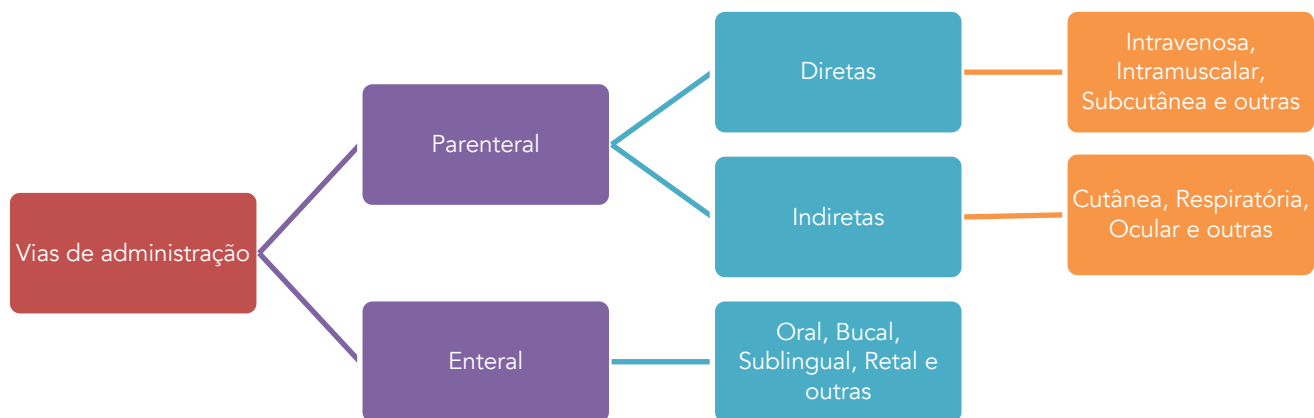 Vias de administração
Parenteral
Diretas
Intravenosa,
Intramuscalar,
Subcutânea e outras
Indiretas
Cutânea, Respiratória,
Ocular e outras
Enteral
Oral, Bucal,
Sublingual, Retal e
outras